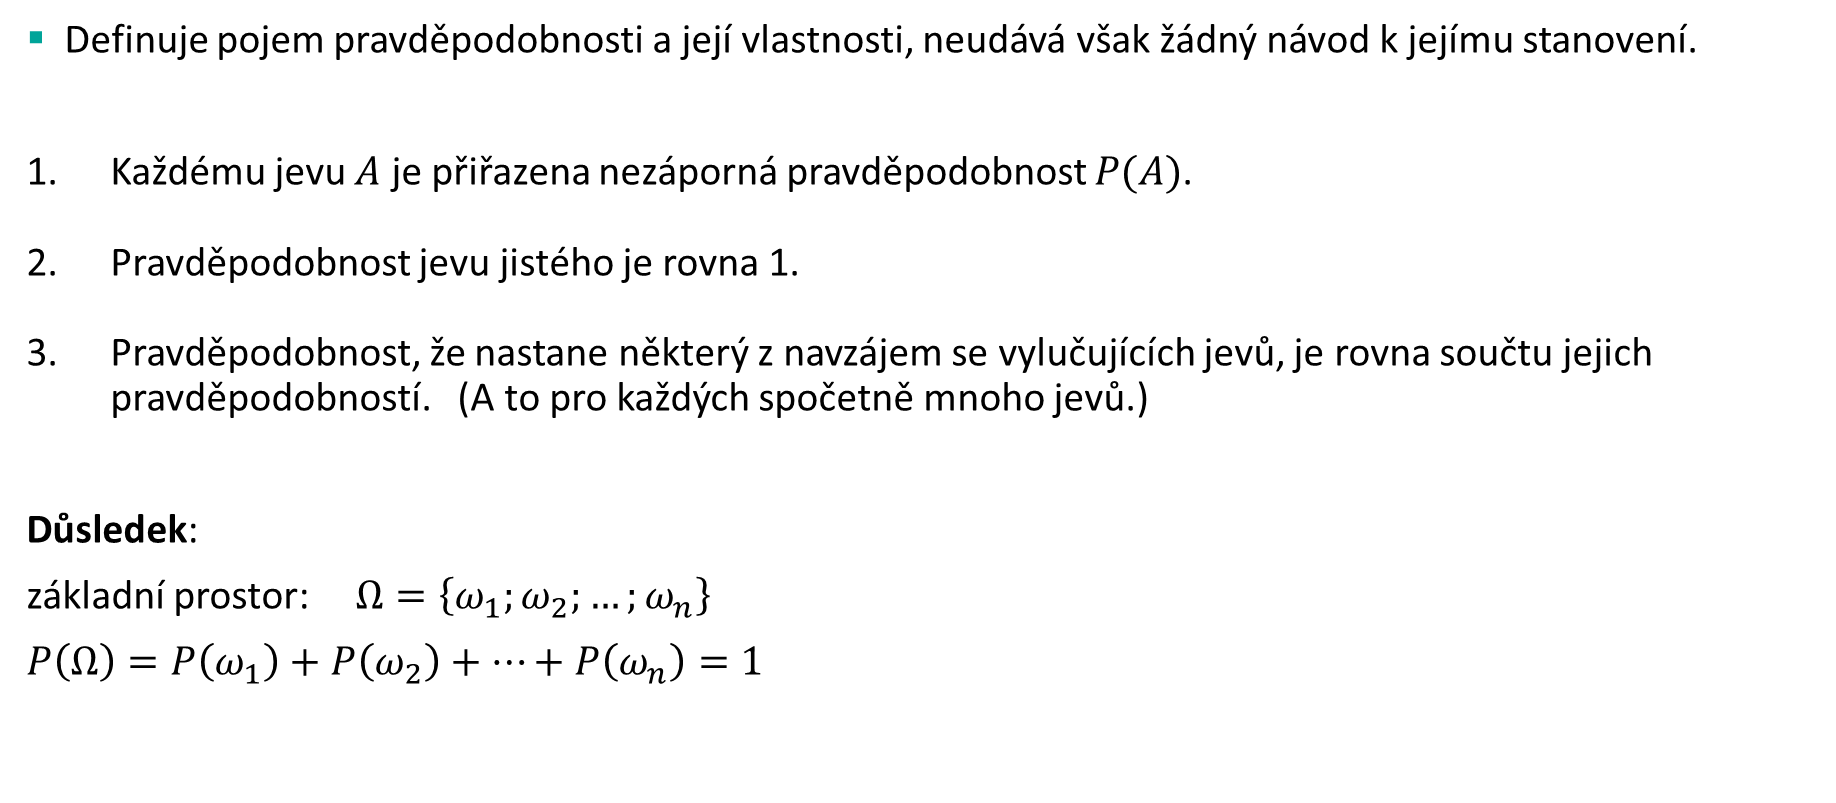 ▪ Definuje pojem pravděpodobnosti a její vlastnosti, neudává však žádný návod k jejímu stanovení.
1. Každému jevu A je přiřazena nezáporná pravděpodobnost P(A).
2. Pravděpodobnost jevu jistého je rovna 1.
3. Pravděpodobnost, že nastane některý z navzájem se vylučujících jevů, je rovna součtu jejich
pravděpodobností. (A to pro každých spočetně mnoho jevů.)
Důsledek:
základní prostor: Ω = {ω₁; ω₂; … ; ωₙ}
P(Ω) = P(ω₁) + P(ω₂) + ⋯ + P(ωₙ) = 1